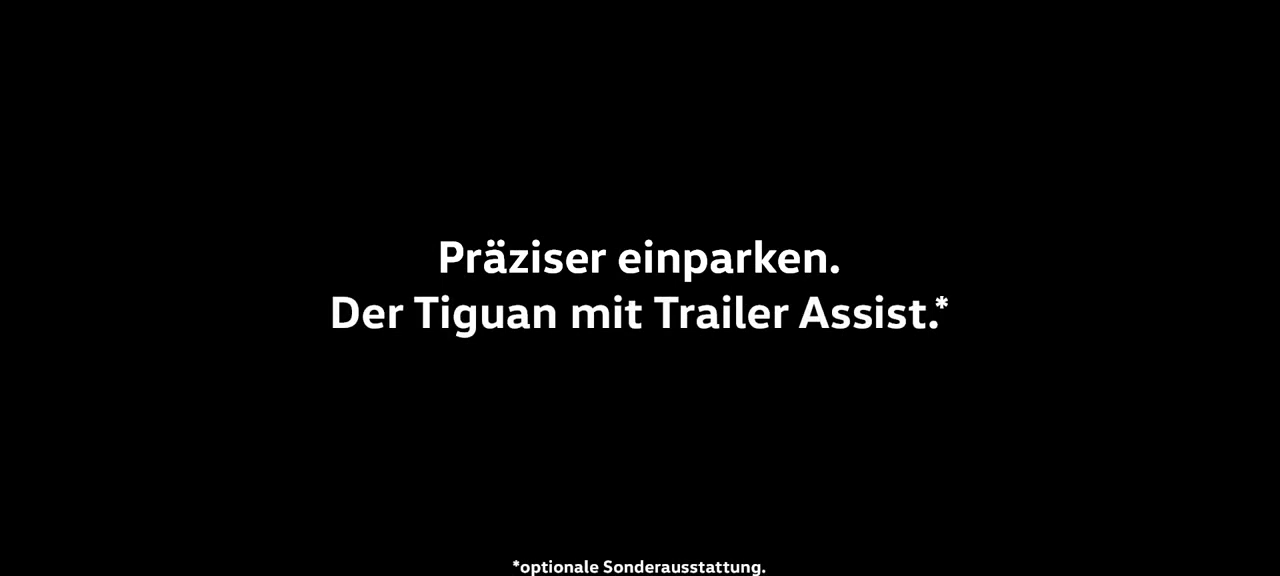 Präziser einparken.
Der Tiguan mit Trailer Assist.*
*optionale Sonderausstattung.